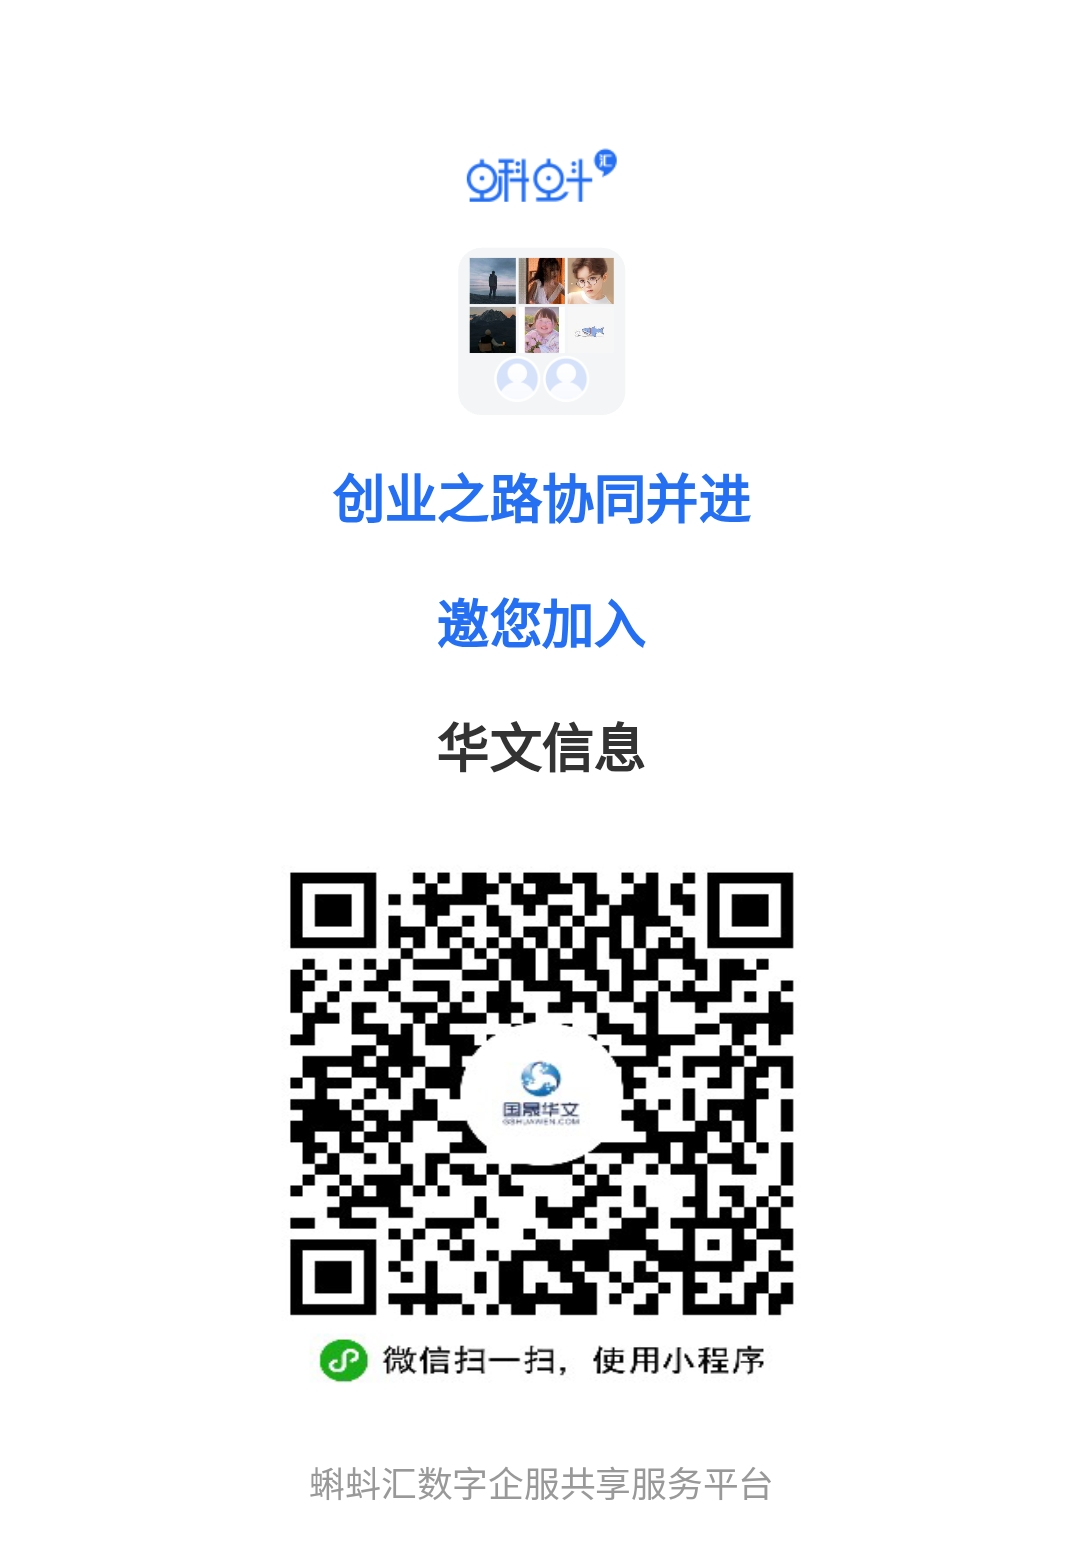 蝌蚪汇
创业之路协同并进
邀您加入
华文信息
国晟华文
GSHUAWEN.COM
微信扫一扫，使用小程序
蝌蚪汇数字企服共享服务平台